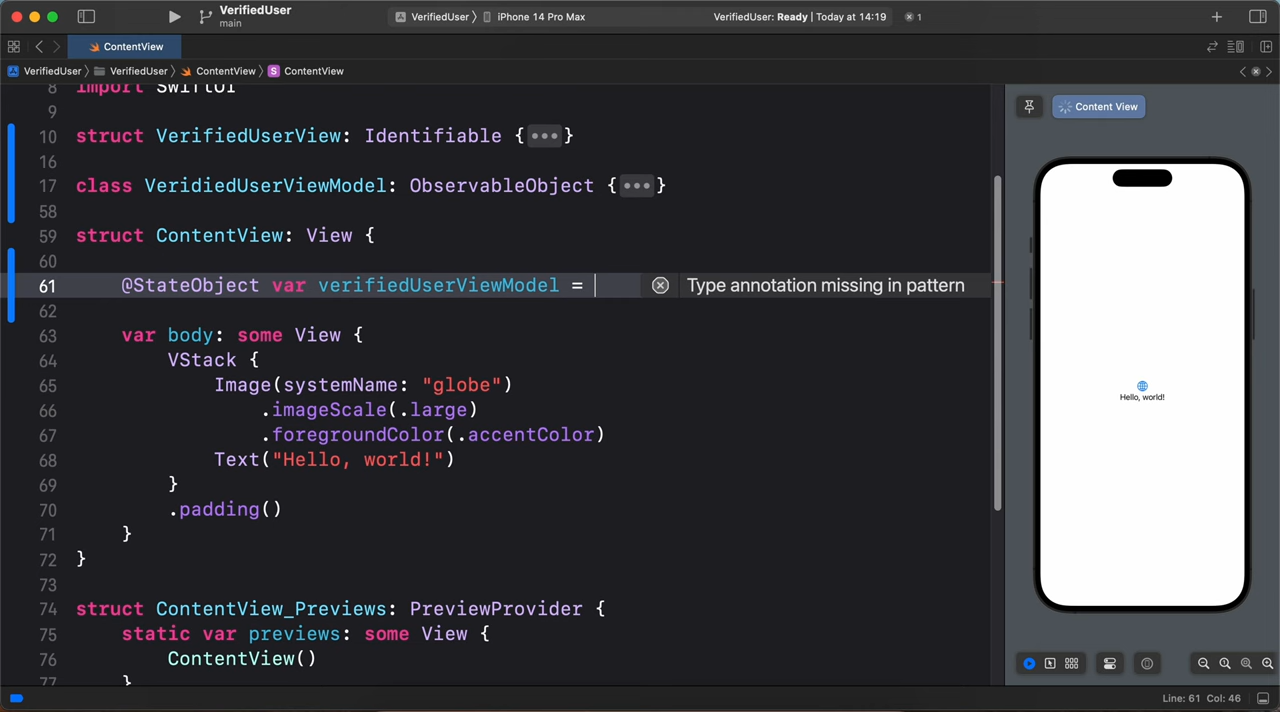 VerifiedUser
main
VerifiedUser 〉 iPhone 14 Pro Max
VerifiedUser: Ready | Today at 14:19
1
ContentView
VerifiedUser 〉 VerifiedUser 〉 ContentView 〉 S ContentView
8 import SwiftUI
9
10 struct VerifiedUserView: Identifiable {•••}
16
17 class VeridiedUserViewModel: ObservableObject {•••}
58
59 struct ContentView: View {
60
61 @StateObject var verifiedUserViewModel = Type annotation missing in pattern
62
63 var body: some View {
64 VStack {
65 Image(systemName: "globe")
66 .imageScale(.large)
67 .foregroundColor(.accentColor)
68 Text("Hello, world!")
69 }
70 .padding()
71 }
72 }
73
74 struct ContentView_Previews: PreviewProvider {
75 static var previews: some View {
76 ContentView()
77 }
Content View
Hello, world!
Line: 61 Col: 46